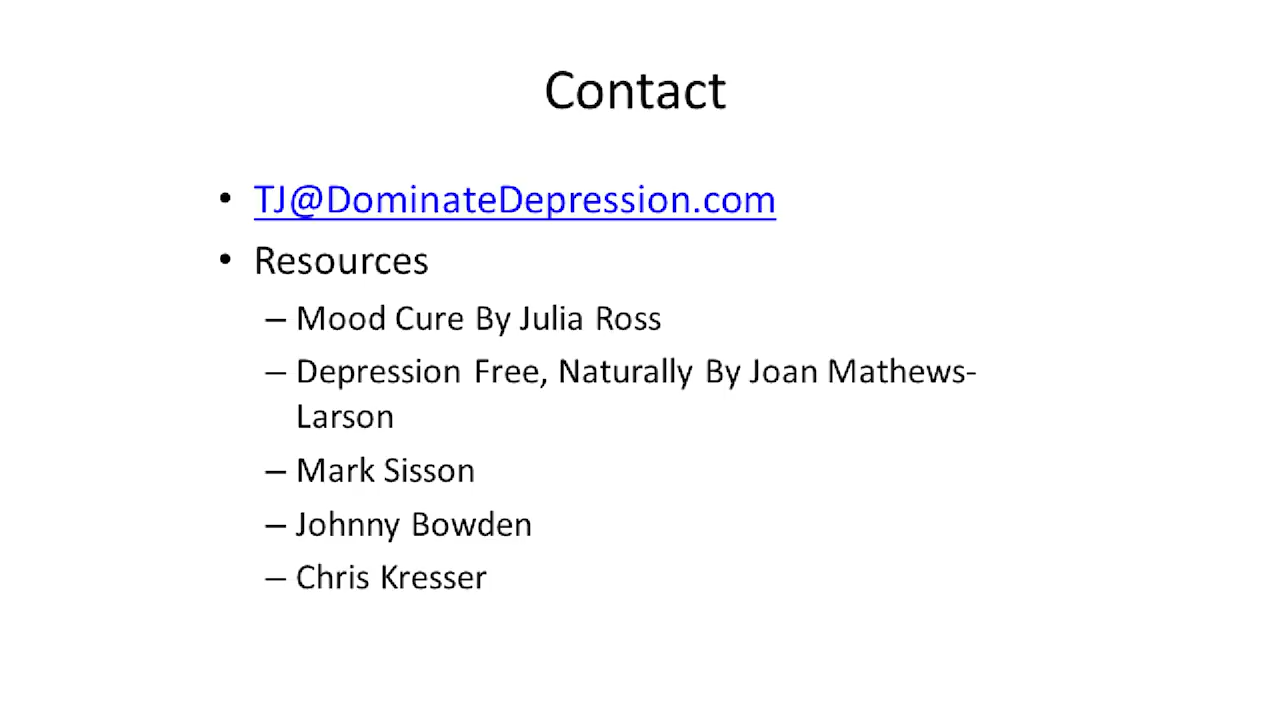 Contact
• TJ@DominateDepression.com
• Resources
– Mood Cure By Julia Ross
– Depression Free, Naturally By Joan Mathews-
Larson
– Mark Sisson
– Johnny Bowden
– Chris Kresser